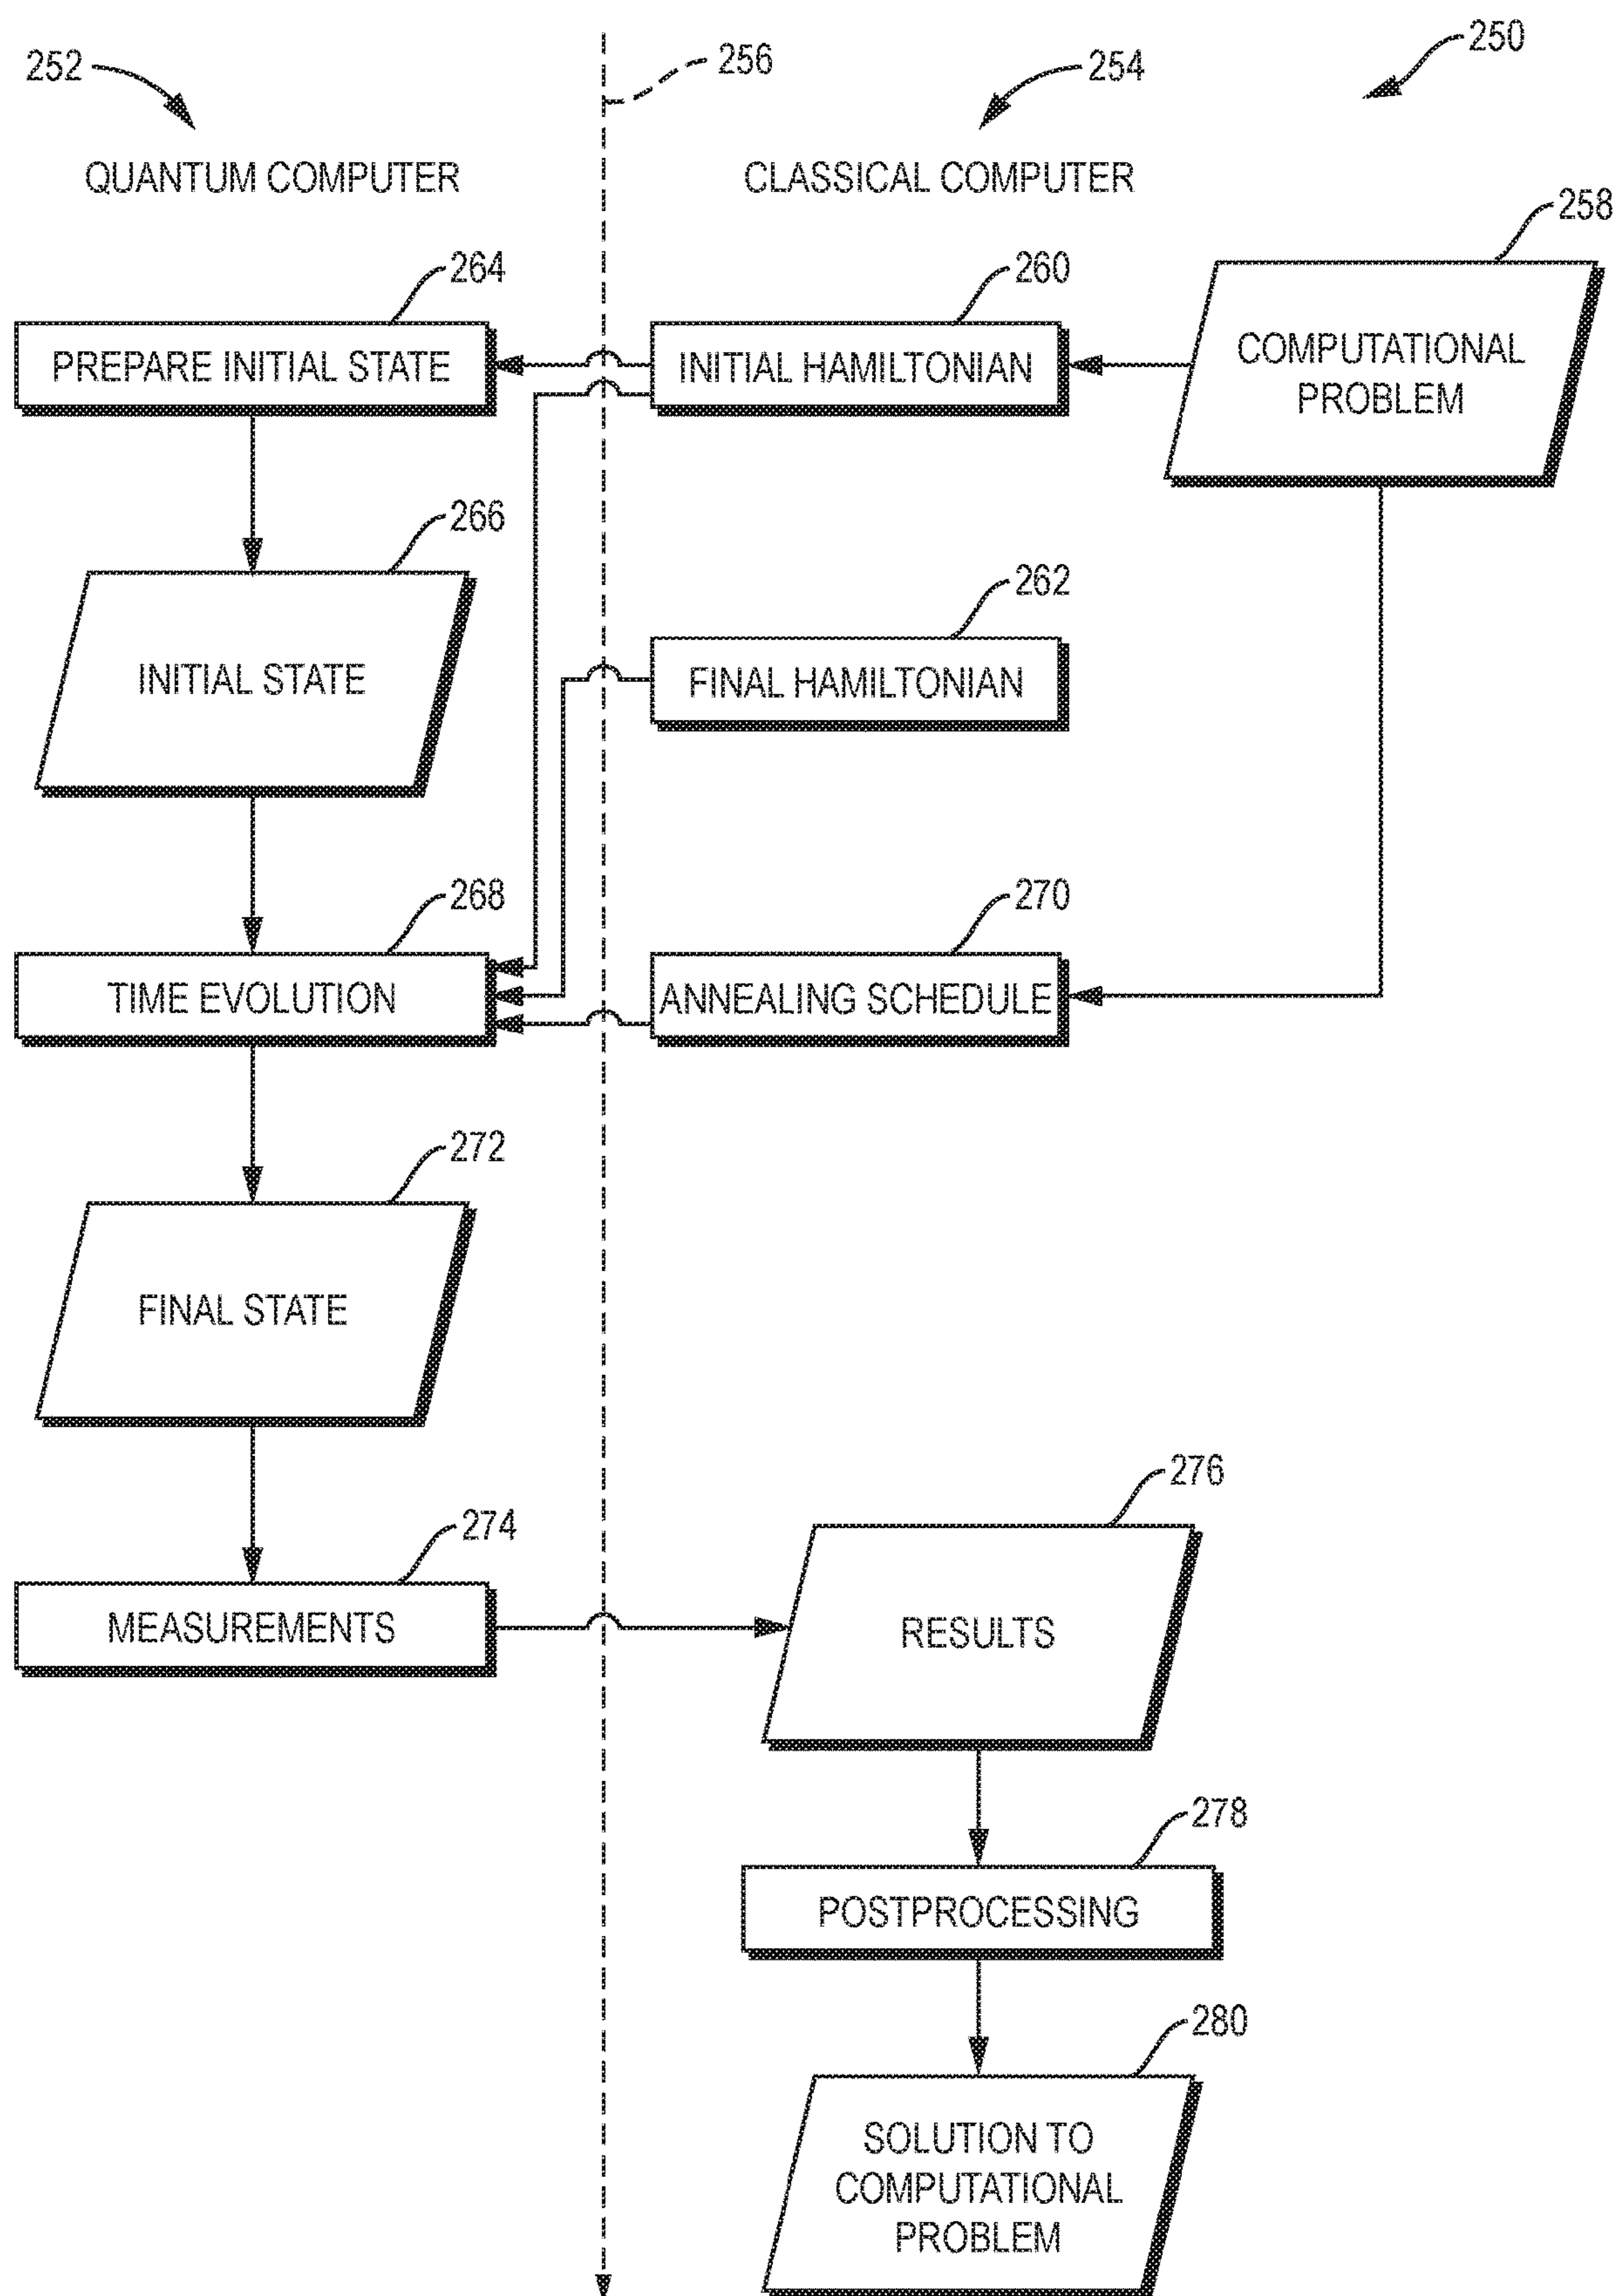 250
252
256
254
QUANTUM COMPUTER
CLASSICAL COMPUTER
258
264
260
PREPARE INITIAL STATE
INITIAL HAMILTONIAN
COMPUTATIONAL
PROBLEM
266
262
INITIAL STATE
FINAL HAMILTONIAN
268
270
TIME EVOLUTION
ANNEALING SCHEDULE
272
FINAL STATE
276
274
MEASUREMENTS
RESULTS
278
POSTPROCESSING
280
SOLUTION TO
COMPUTATIONAL
PROBLEM